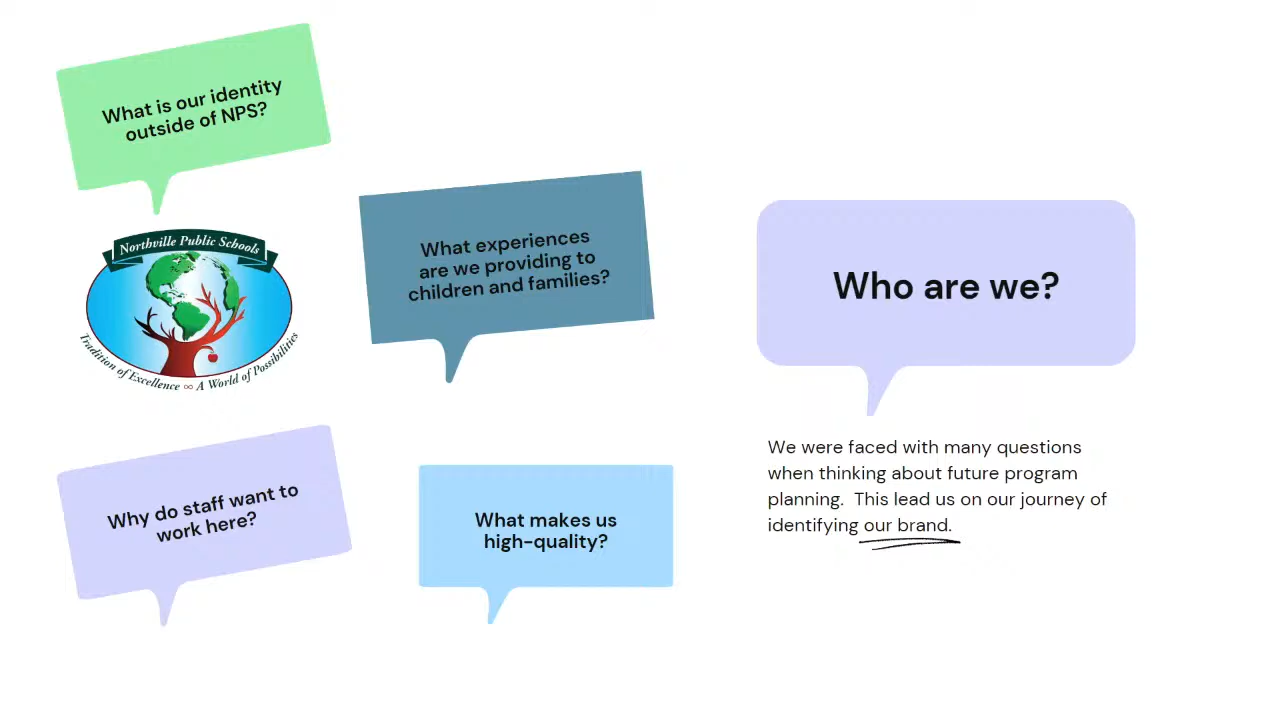 What is our identity
outside of NPS?
Northville Public Schools
Tradition of Excellence ∞ A World of Possibilities
What experiences
are we providing to
children and families?
Why do staff want to
work here?
What makes us
high-quality?
Who are we?
We were faced with many questions
when thinking about future program
planning.  This lead us on our journey of
identifying our brand.